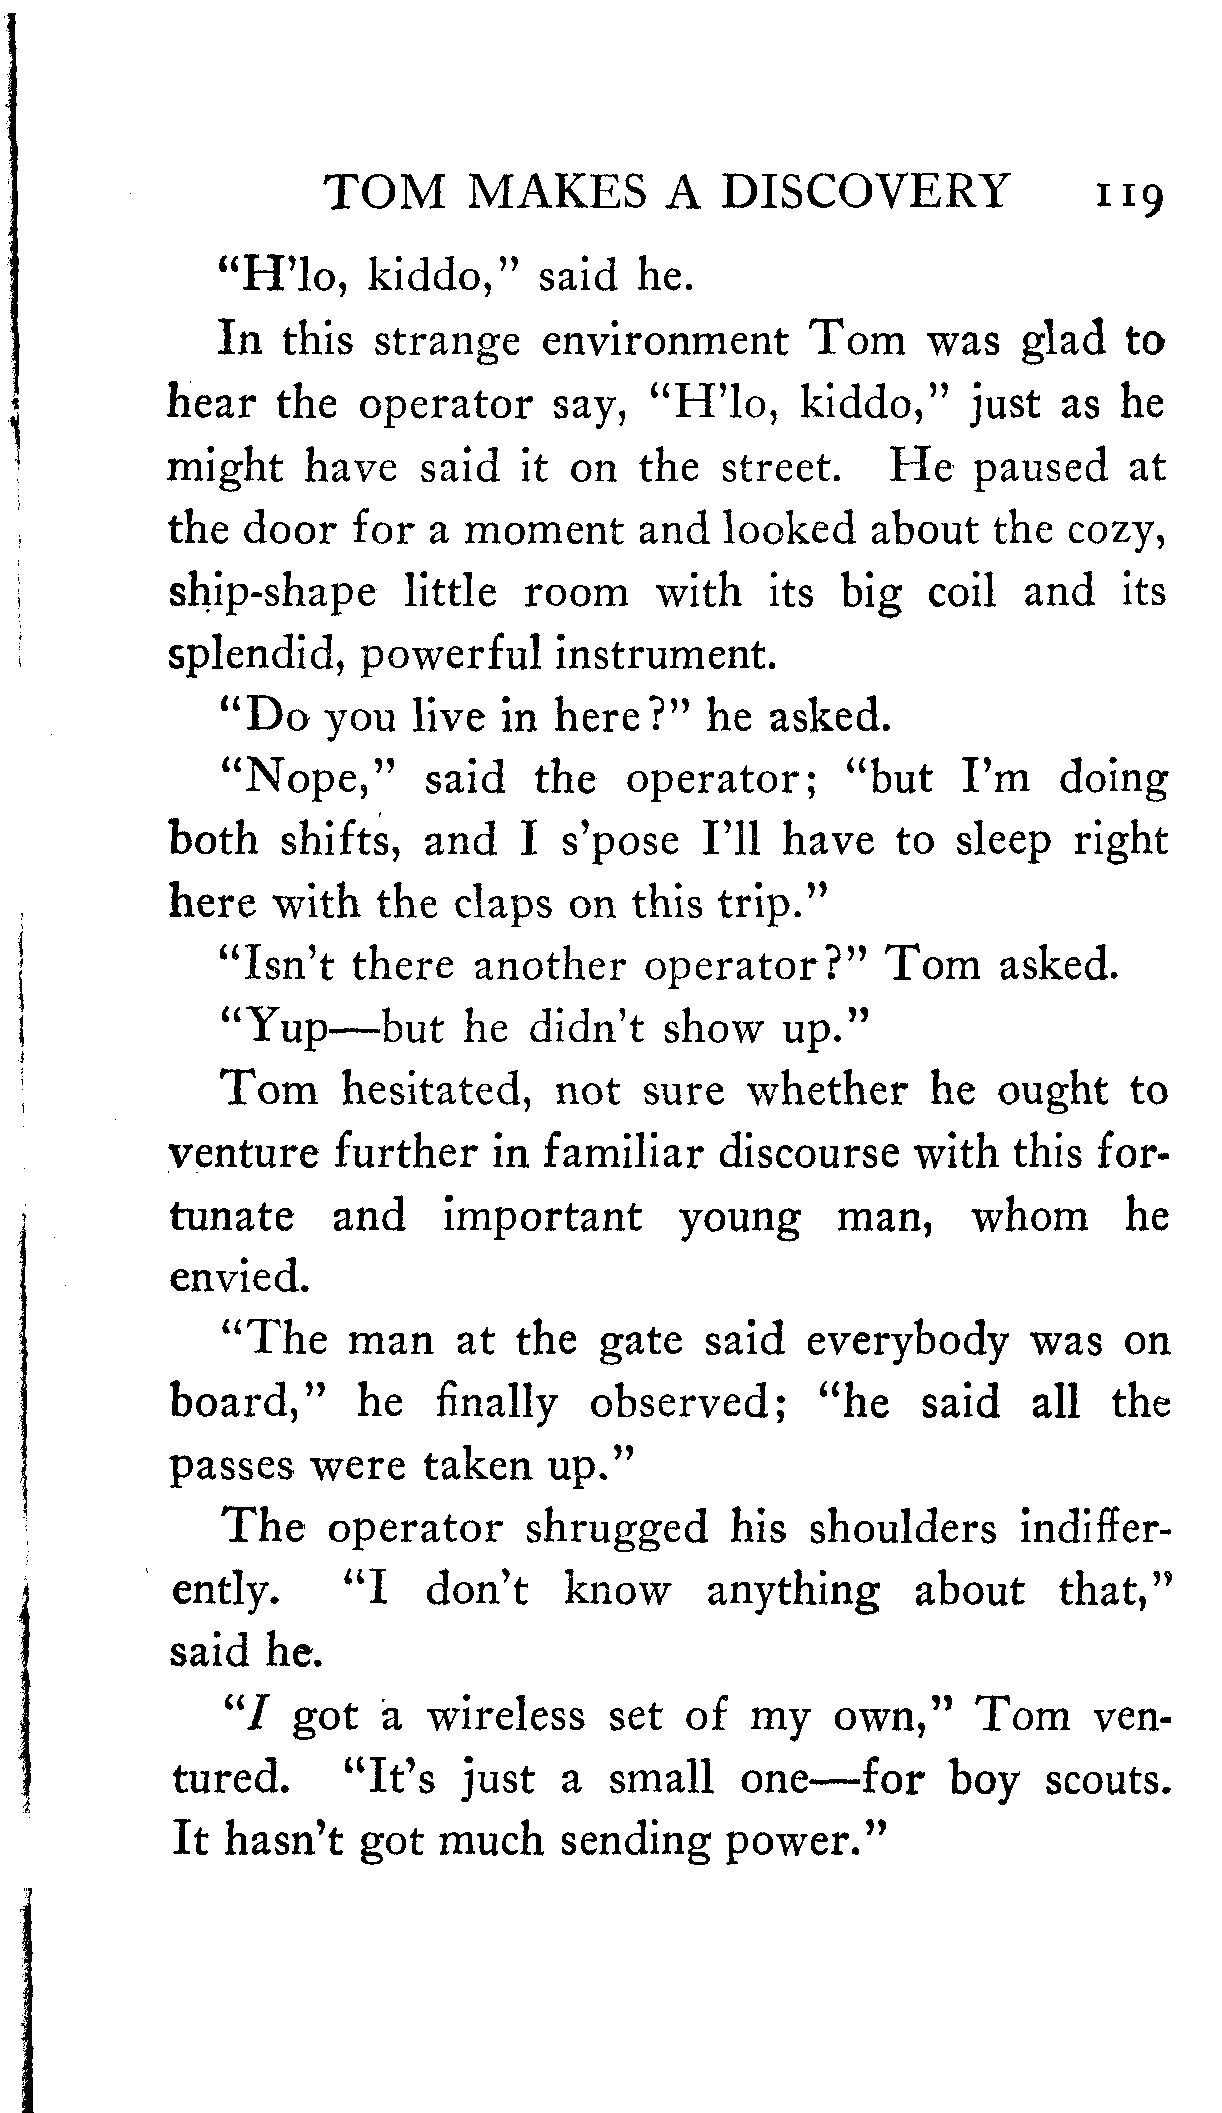 TOM MAKES A DISCOVERY 119
"H'lo, kiddo," said he.
In this strange environment Tom was glad to
hear the operator say, "H'lo, kiddo," just as he
might have said it on the street. He paused at
the door for a moment and looked about the cozy,
ship-shape little room with its big coil and its
splendid, powerful instrument.
"Do you live in here?" he asked.
"Nope," said the operator; "but I'm doing
both shifts, and I s'pose I'll have to sleep right
here with the claps on this trip."
"Isn't there another operator?" Tom asked.
"Yup—but he didn't show up."
Tom hesitated, not sure whether he ought to
venture further in familiar discourse with this for-
tunate and important young man, whom he
envied.
"The man at the gate said everybody was on
board," he finally observed; "he said all the
passes were taken up."
The operator shrugged his shoulders indiffer-
ently. "I don't know anything about that,"
said he.
"I got a wireless set of my own," Tom ven-
tured. "It's just a small one—for boy scouts.
It hasn't got much sending power."